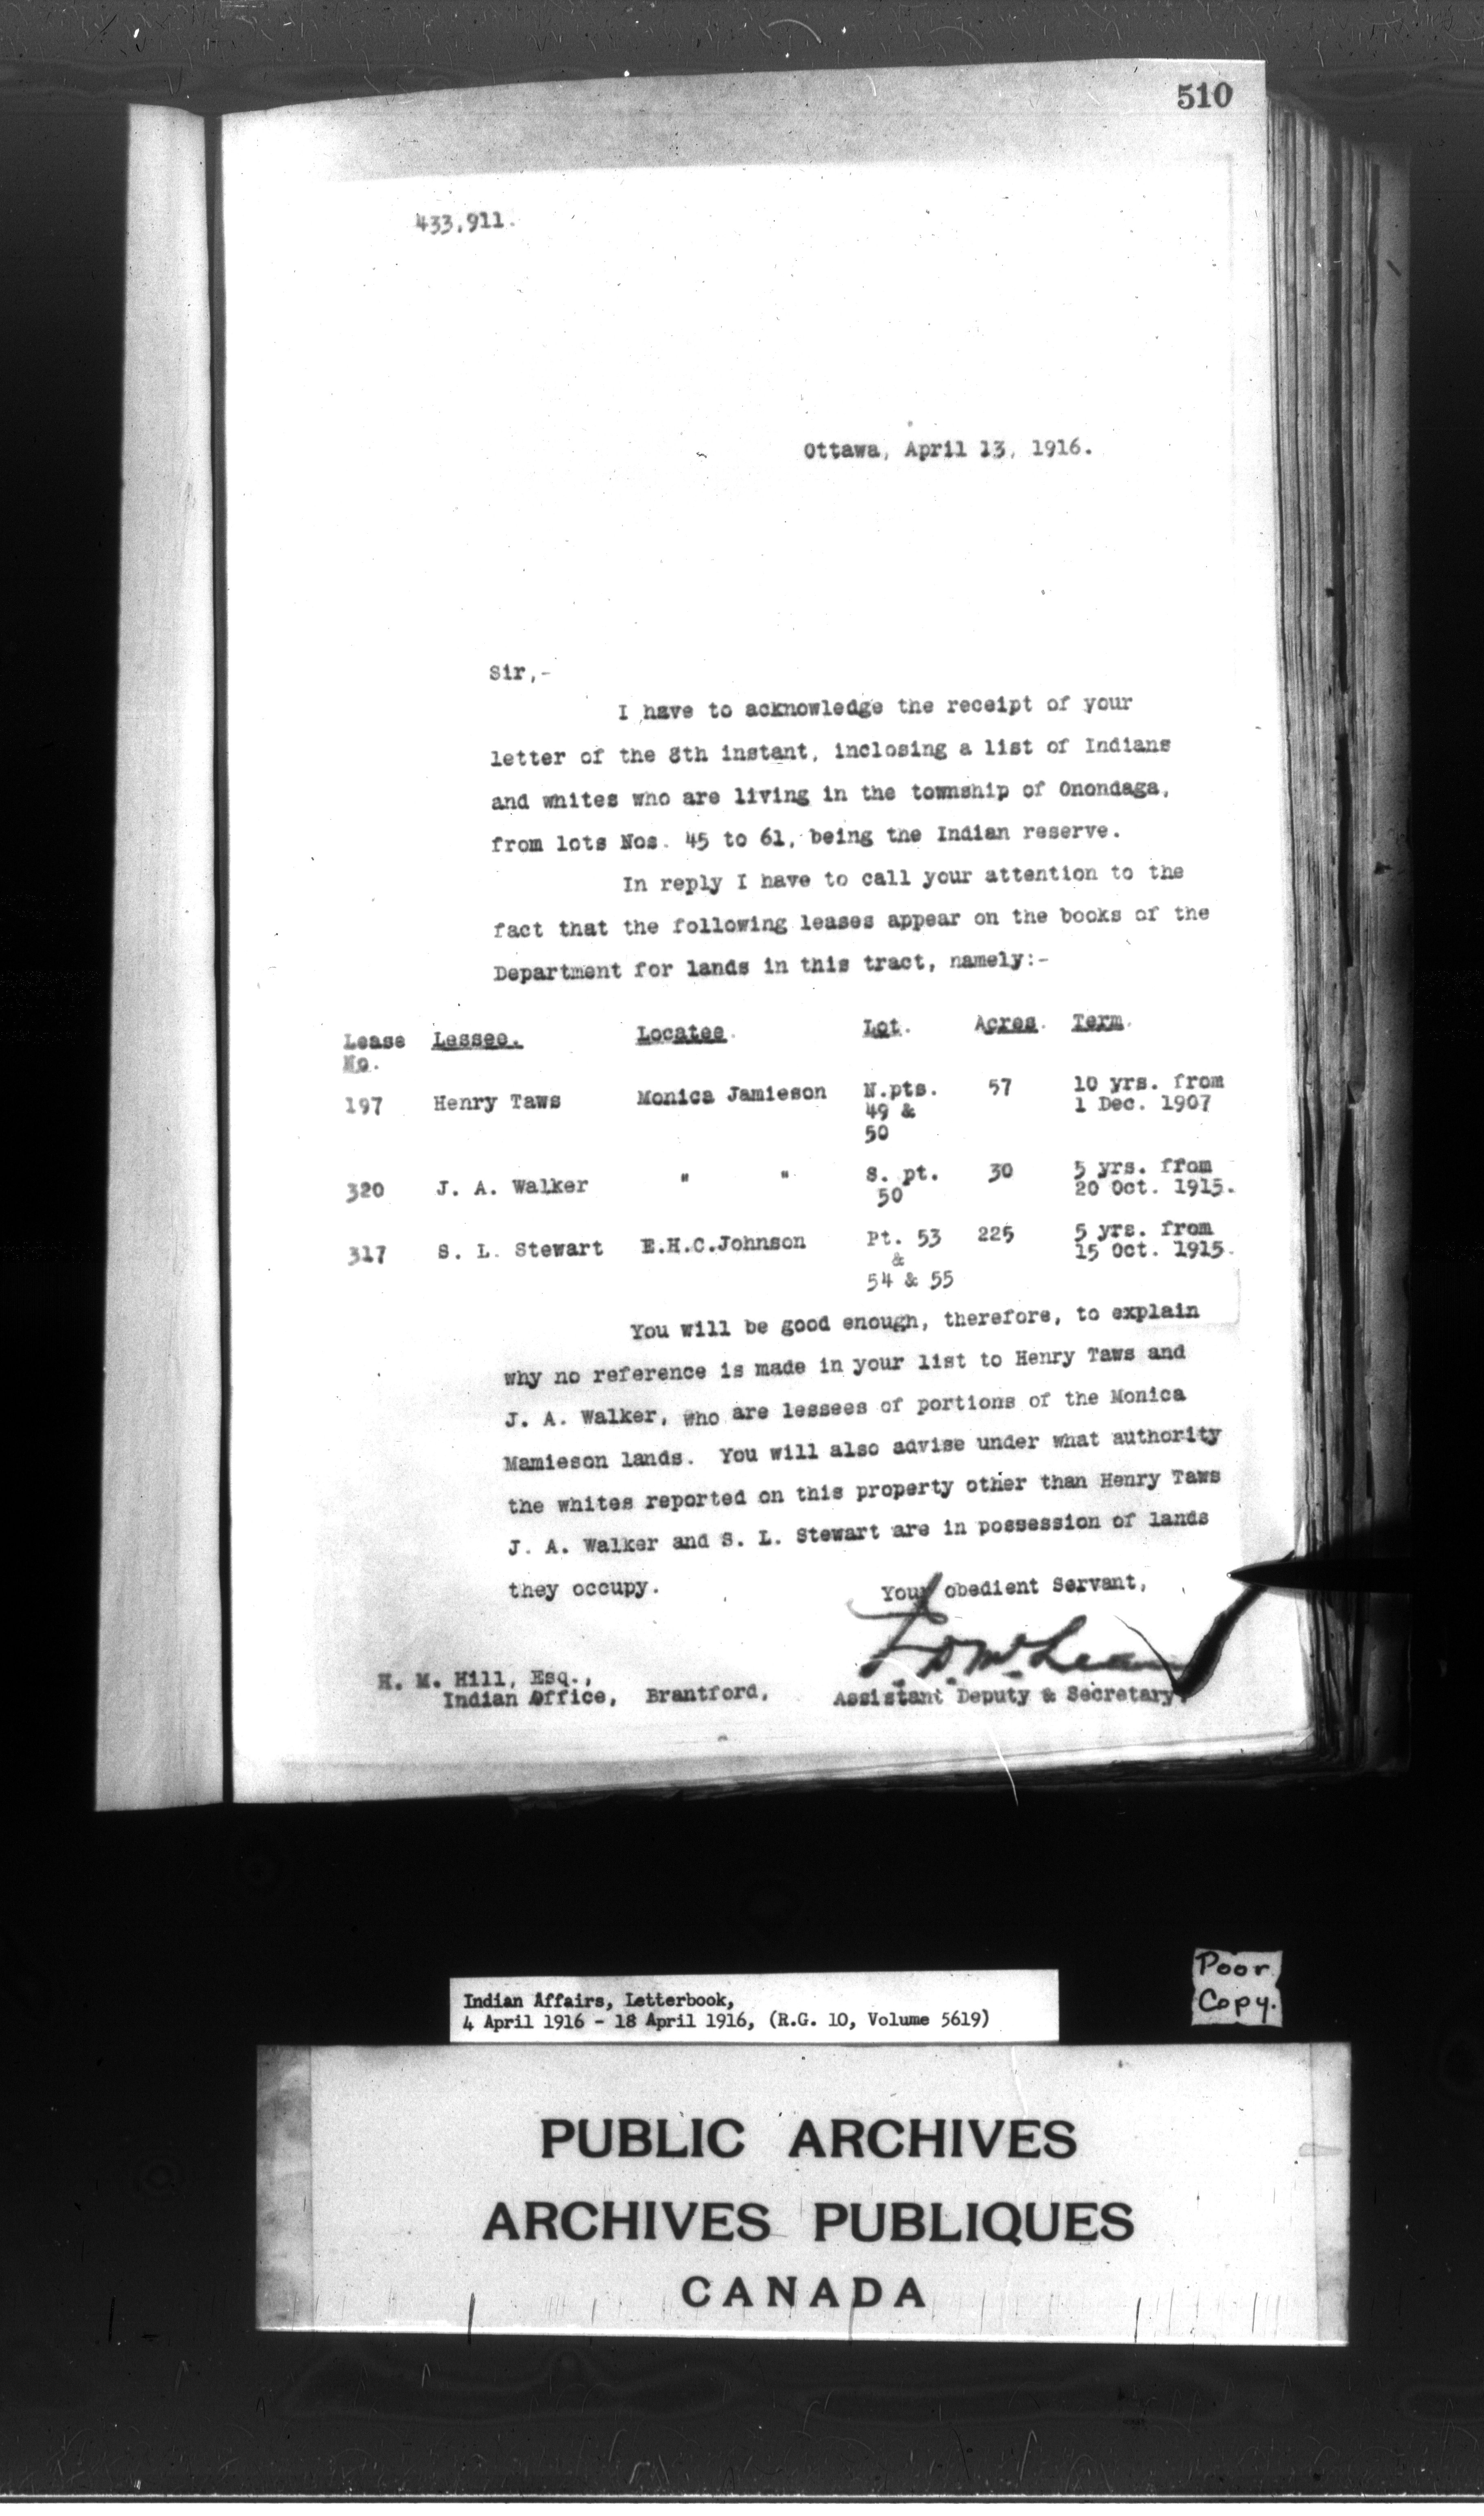 510
433,911.
Ottawa, April 13, 1916.
Sir,-
I have to acknowledge the receipt of your
letter of the 8th instant, inclosing a list of Indians
and whites who are living in the township of Onondaga,
from lots Nos. 45 to 61, being the Indian reserve.
In reply I have to call your attention to the
fact that the following leases appear on the books of the
Department for lands in this tract, namely:-
Lease No. Lessee. Locatee. Lot. Acres. Term.
197 Henry Taws Monica Jamieson N.pts. 49 & 50 57 10 yrs. from 1 Dec. 1907
320 J. A. Walker " " S. pt. 50 30 5 yrs. from 20 Oct. 1915.
317 S. L. Stewart E.H.C.Johnson Pt. 53 & 54 & 55 225 5 yrs. from 15 Oct. 1915.
You will be good enough, therefore, to explain
why no reference is made in your list to Henry Taws and
J. A. Walker, who are lessees of portions of the Monica
Mamieson lands. You will also advise under what authority
the whites reported on this property other than Henry Taws
J. A. Walker and S. L. Stewart are in possession of lands
they occupy.
Your obedient Servant,
J. D. McLean
H. M. Hill, Esq.,
Indian Office, Brantford,
Assistant Deputy & Secretary.
Indian Affairs, Letterbook,
4 April 1916 - 18 April 1916, (R.G. 10, Volume 5619)
Poor
Copy.
PUBLIC ARCHIVES
ARCHIVES PUBLIQUES
CANADA